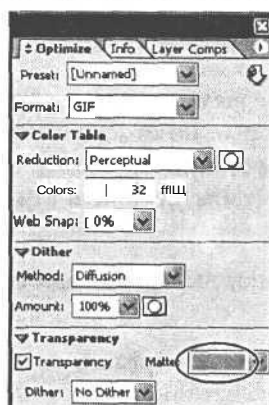 Optimize Info Layer Comps
Preset: [Unnamed]
Format: GIF
Color Table
Reduction: Perceptual
Colors: | 32 ffiЩ
Web Snap: [ 0%
Dither
Method: Diffusion
Amount: 100%
Transparency
Transparency Matte:
Dither: No Dither